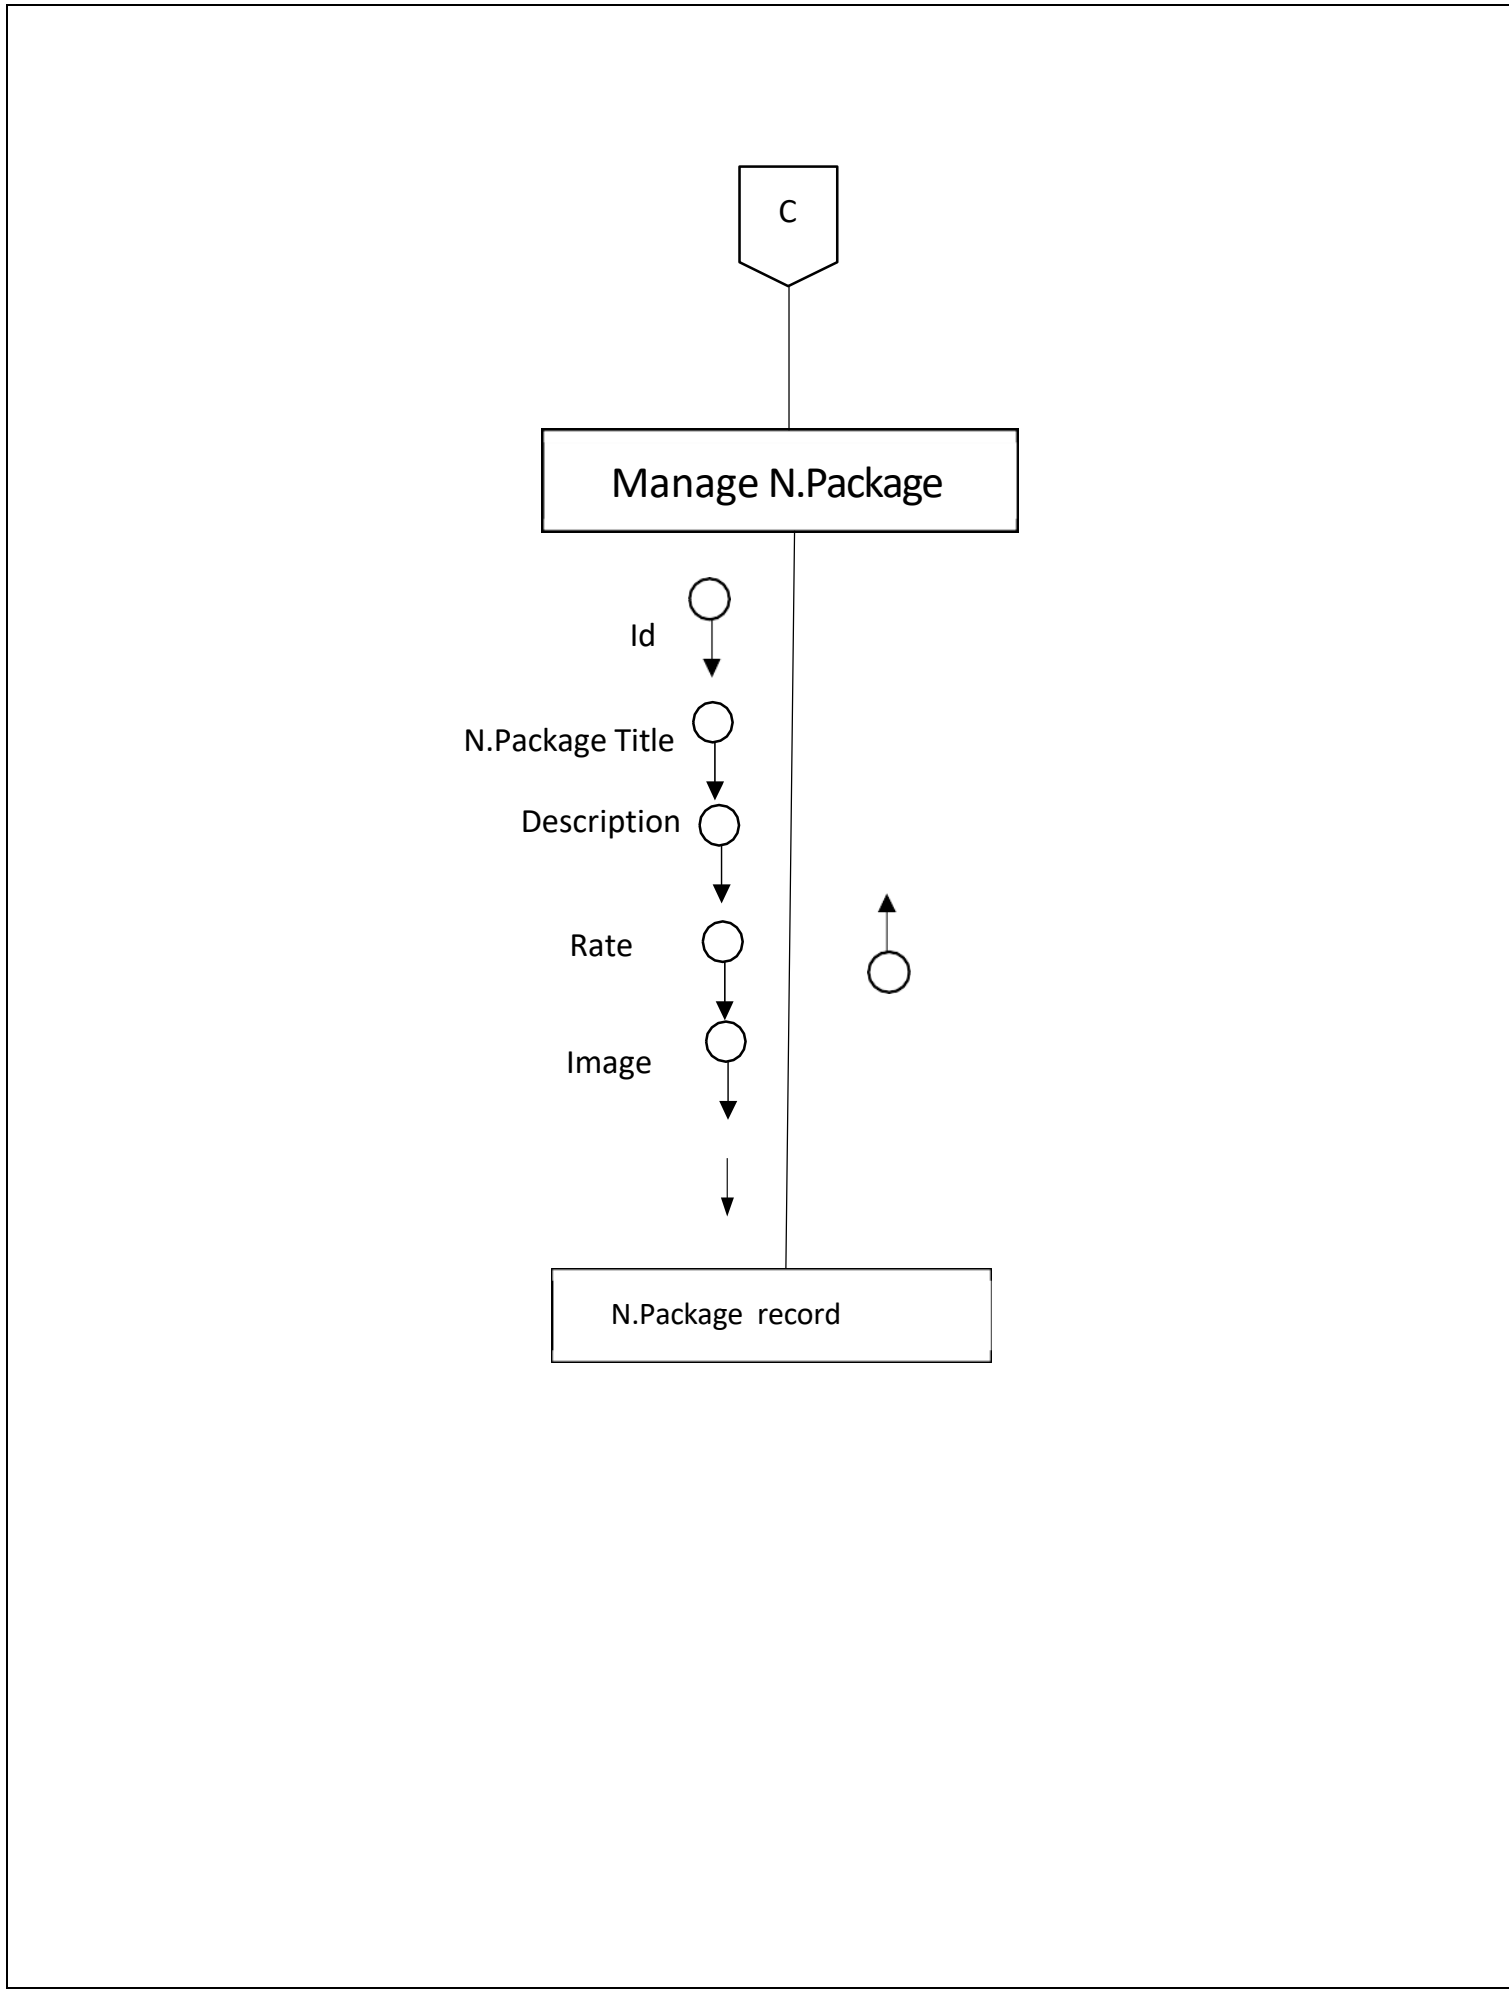 C
Manage N.Package
Id
N.Package Title
Description
Rate
Image
N.Package record